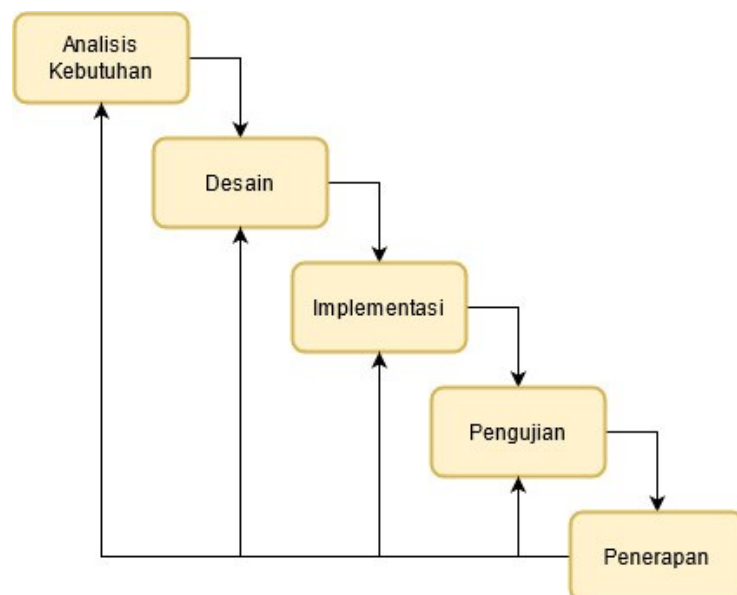 Analisis
Kebutuhan
Desain
Implementasi
Pengujian
Penerapan